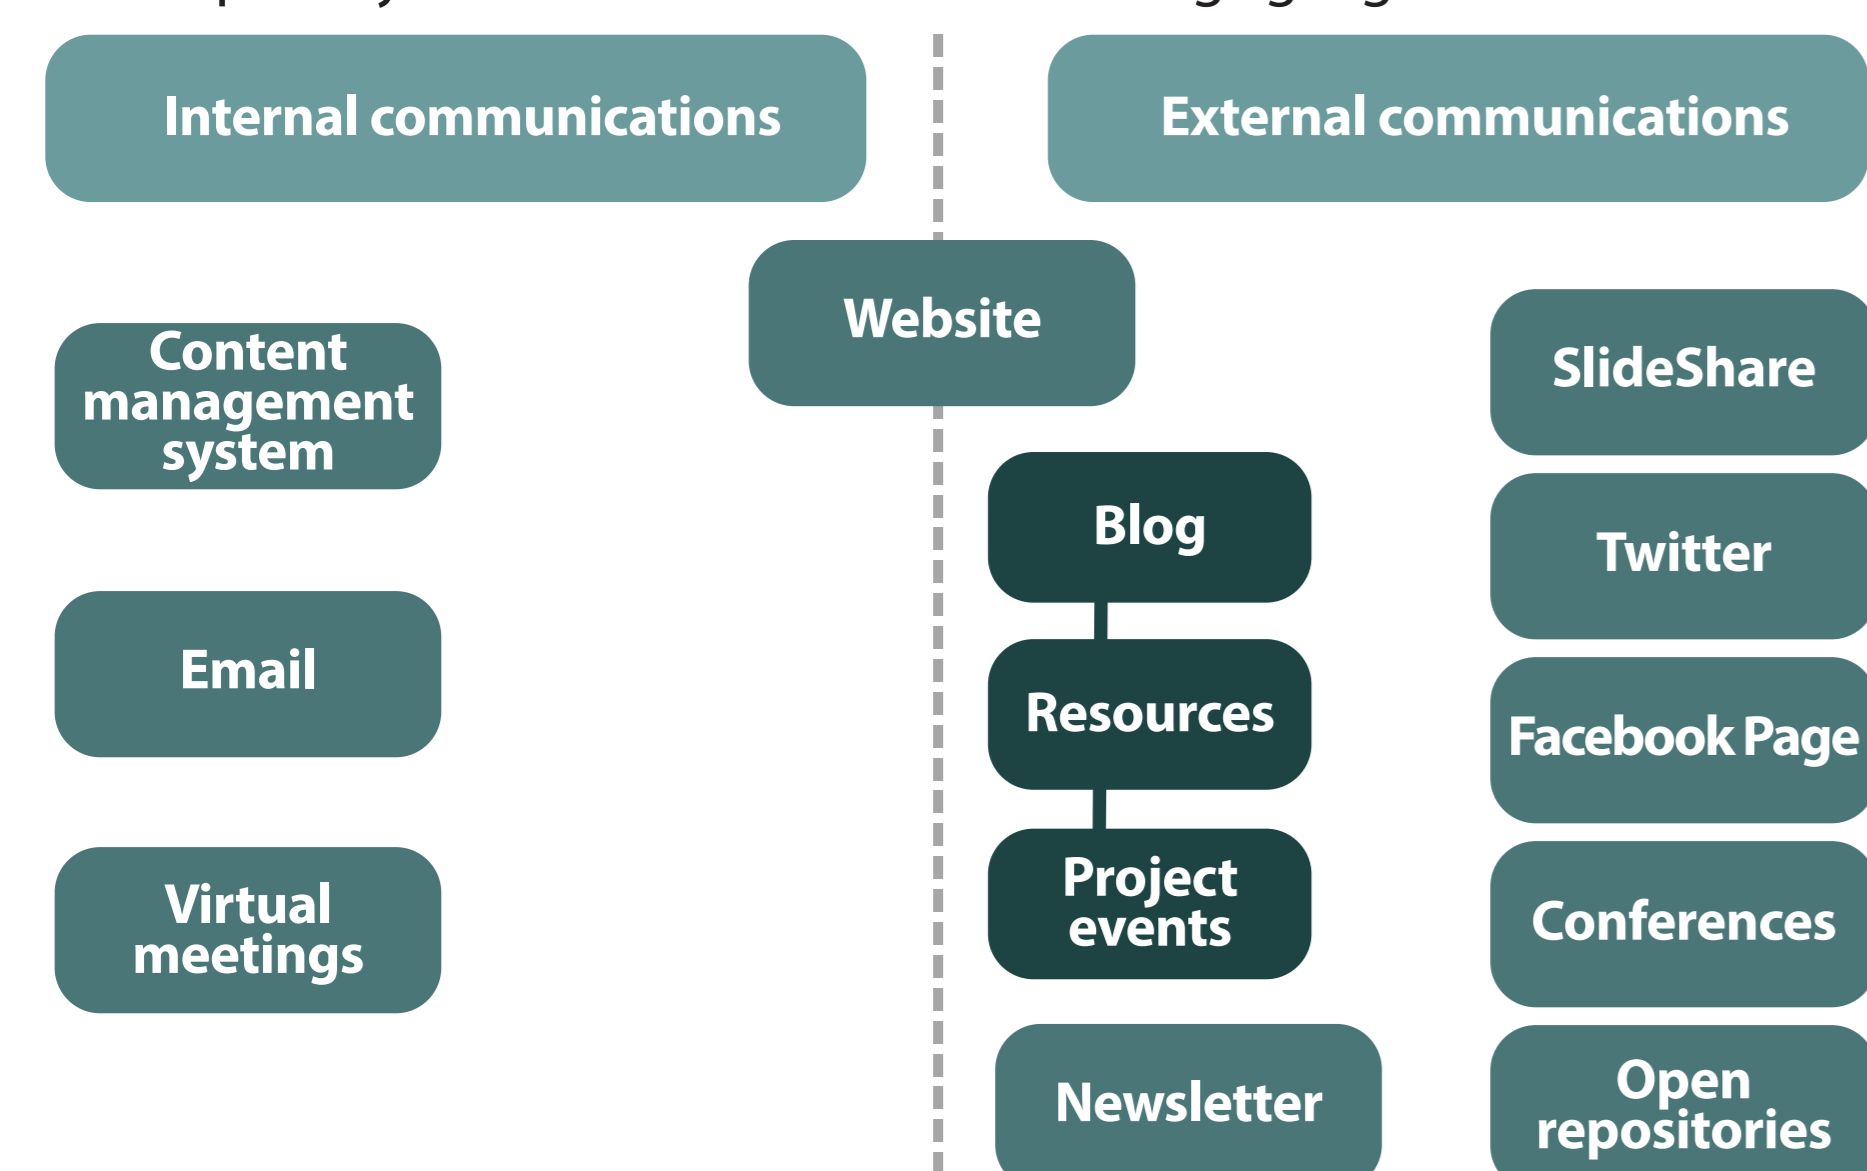 Internal communications
External communications
Website
Content
management
system
Email
Virtual
meetings
Blog
Resources
Project
events
Newsletter
SlideShare
Twitter
Facebook Page
Conferences
Open
repositories